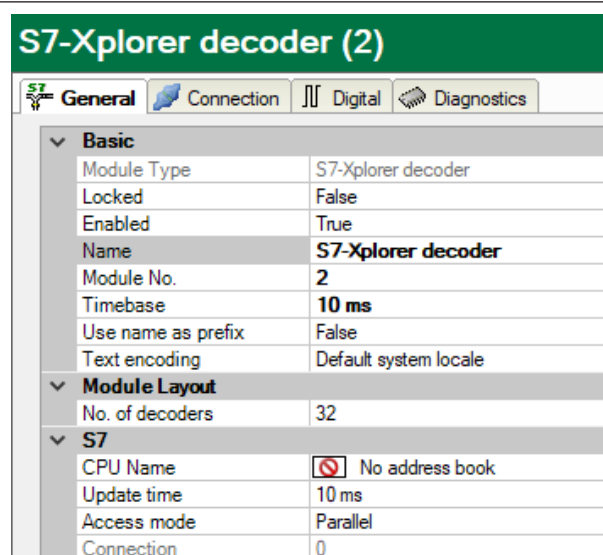 S7-Xplorer decoder (2)
S7 General Connection Digital Diagnostics
Basic
Module Type S7-Xplorer decoder
Locked False
Enabled True
Name S7-Xplorer decoder
Module No. 2
Timebase 10 ms
Use name as prefix False
Text encoding Default system locale
Module Layout
No. of decoders 32
S7
CPU Name No address book
Update time 10 ms
Access mode Parallel
Connection 0